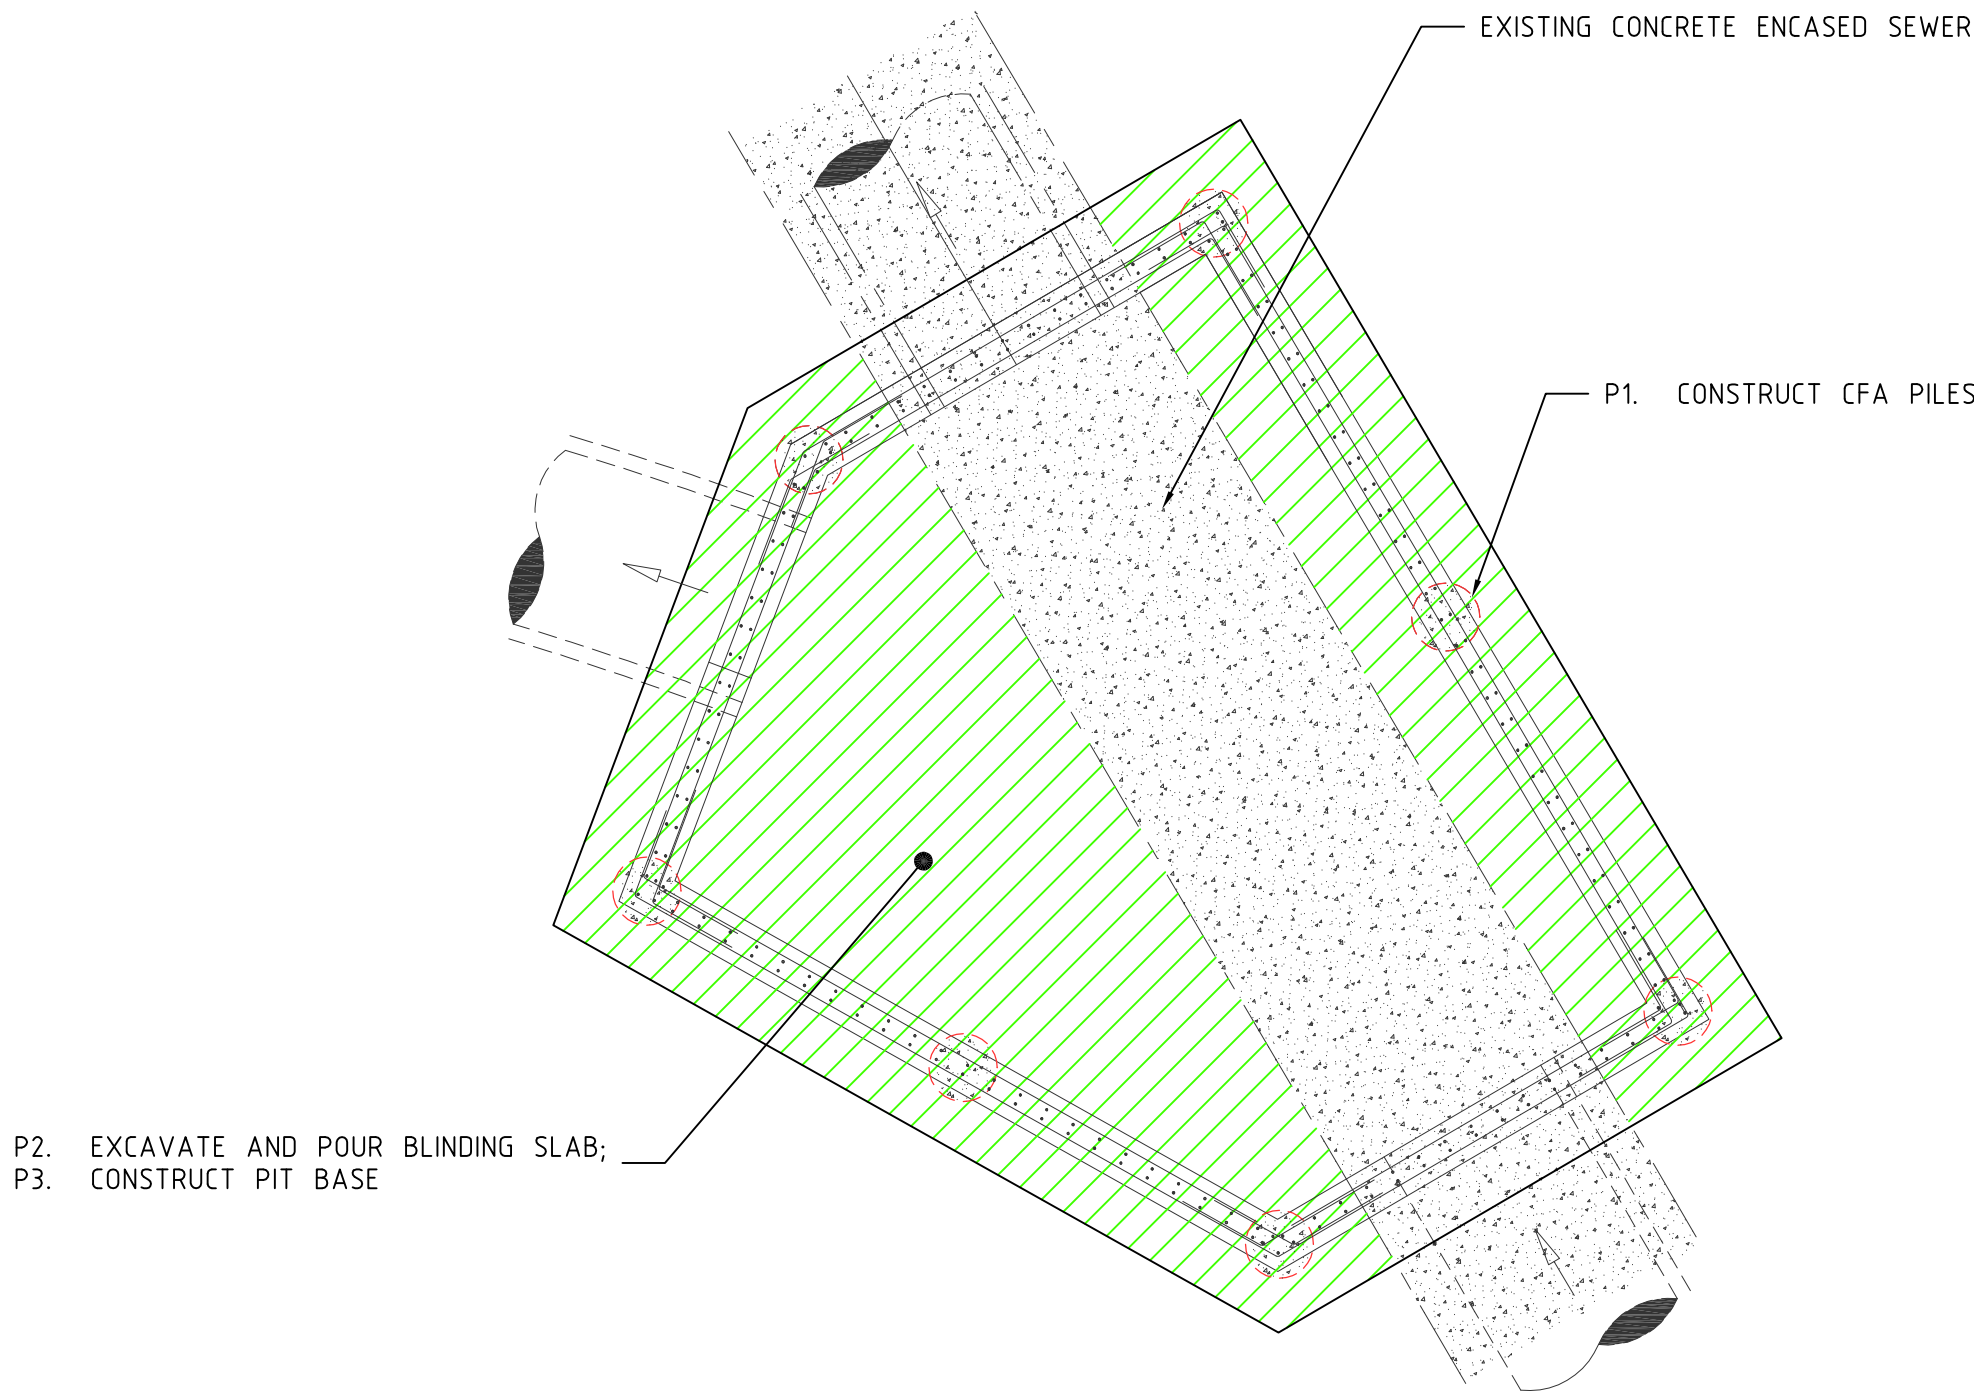 EXISTING CONCRETE ENCASED SEWER
P1. CONSTRUCT CFA PILES
P2. EXCAVATE AND POUR BLINDING SLAB;
P3. CONSTRUCT PIT BASE